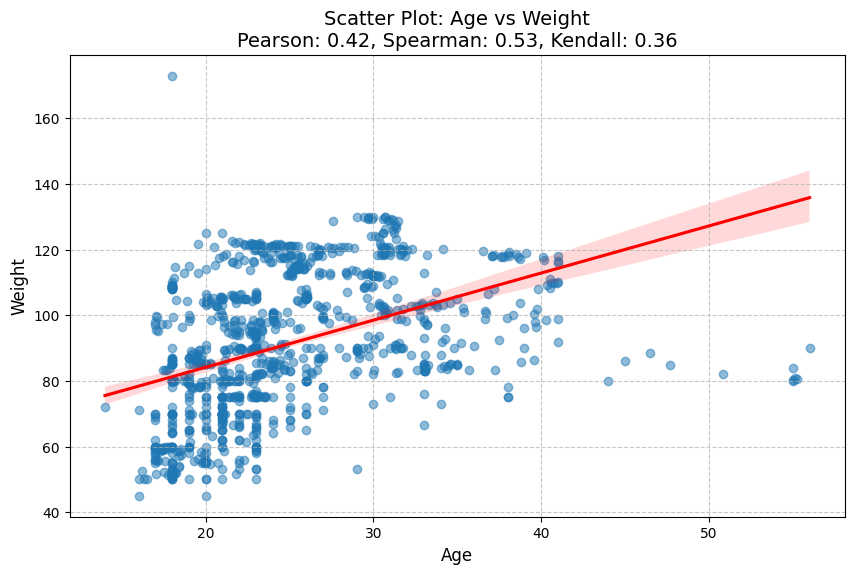 Scatter Plot: Age vs Weight
Pearson: 0.42, Spearman: 0.53, Kendall: 0.36
160
140
120
100
80
60
40
Weight
20 30 40 50
Age